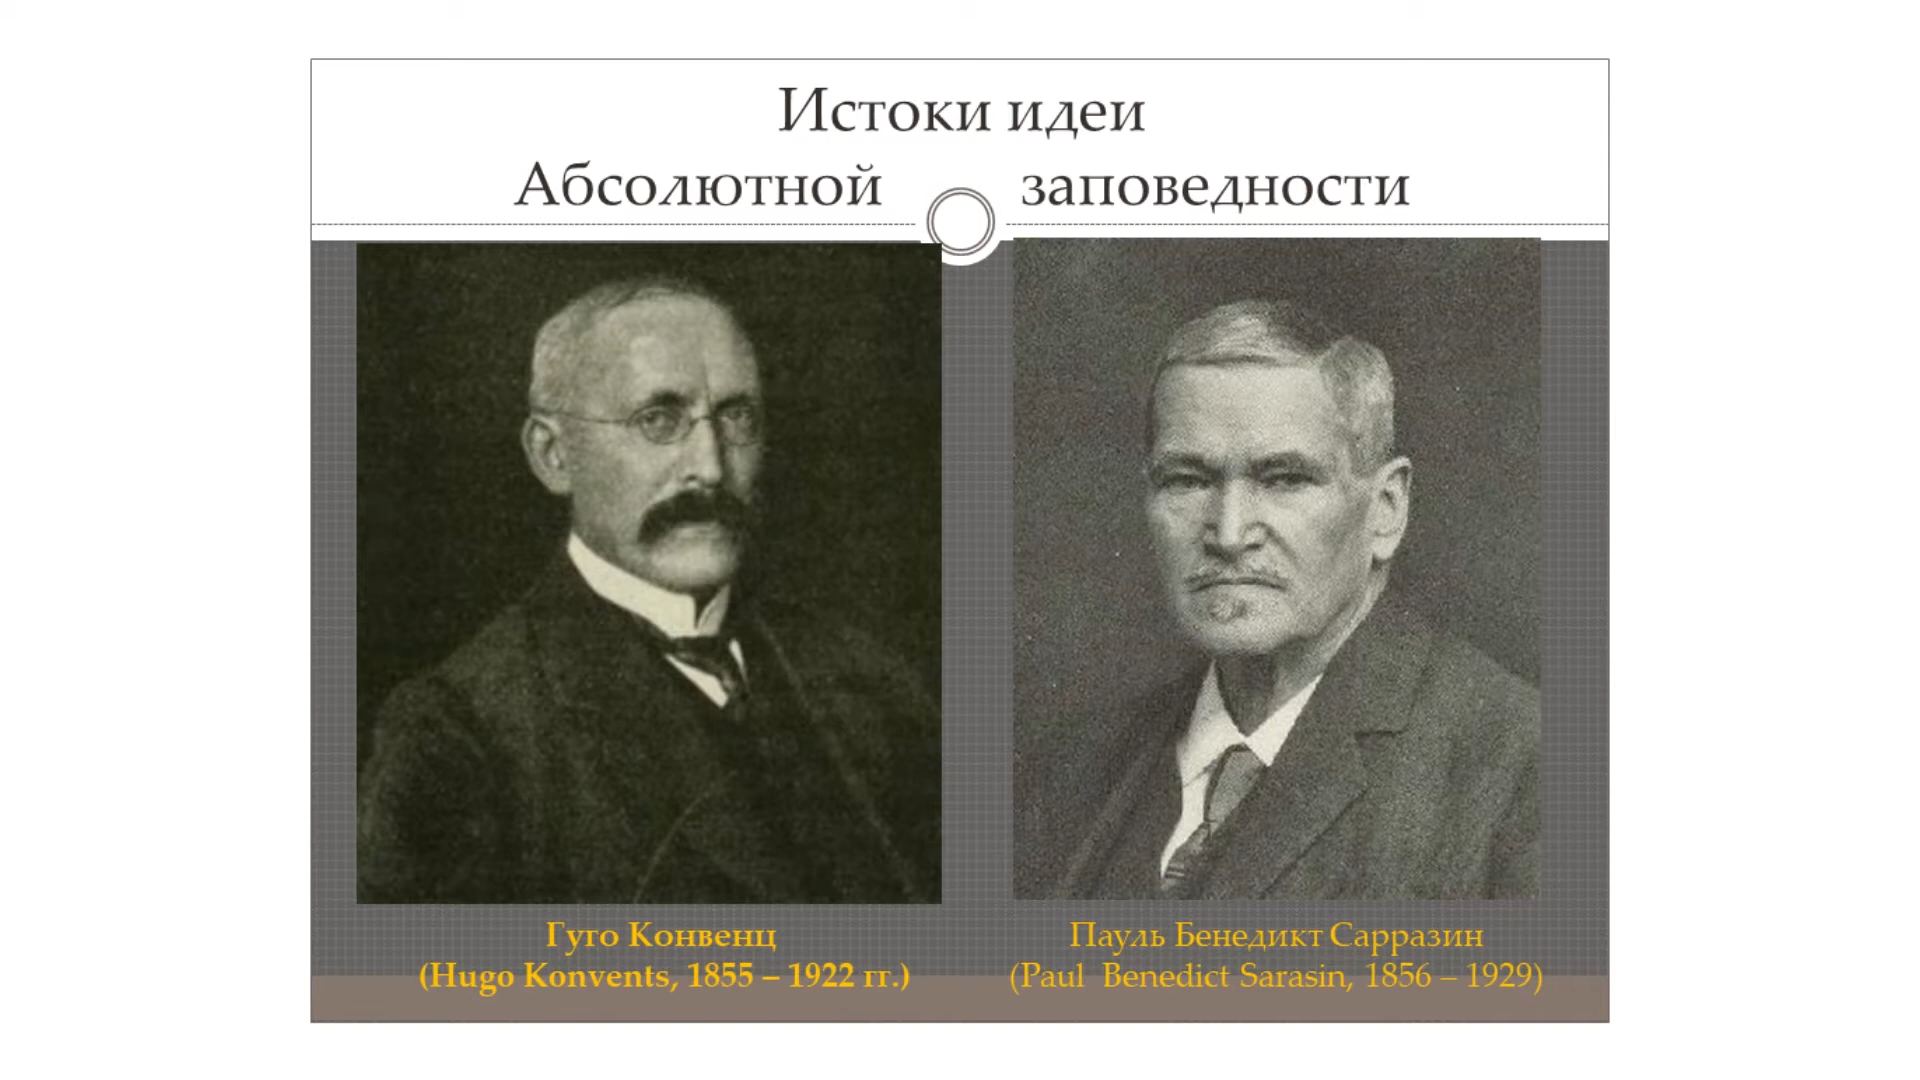 Истоки идеи
Абсолютной заповедности
Гуго Конвенц
(Hugo Konvents, 1855 – 1922 гг.)
Пауль Бенедикт Сарразин
(Paul Benedict Sarasin, 1856 – 1929)